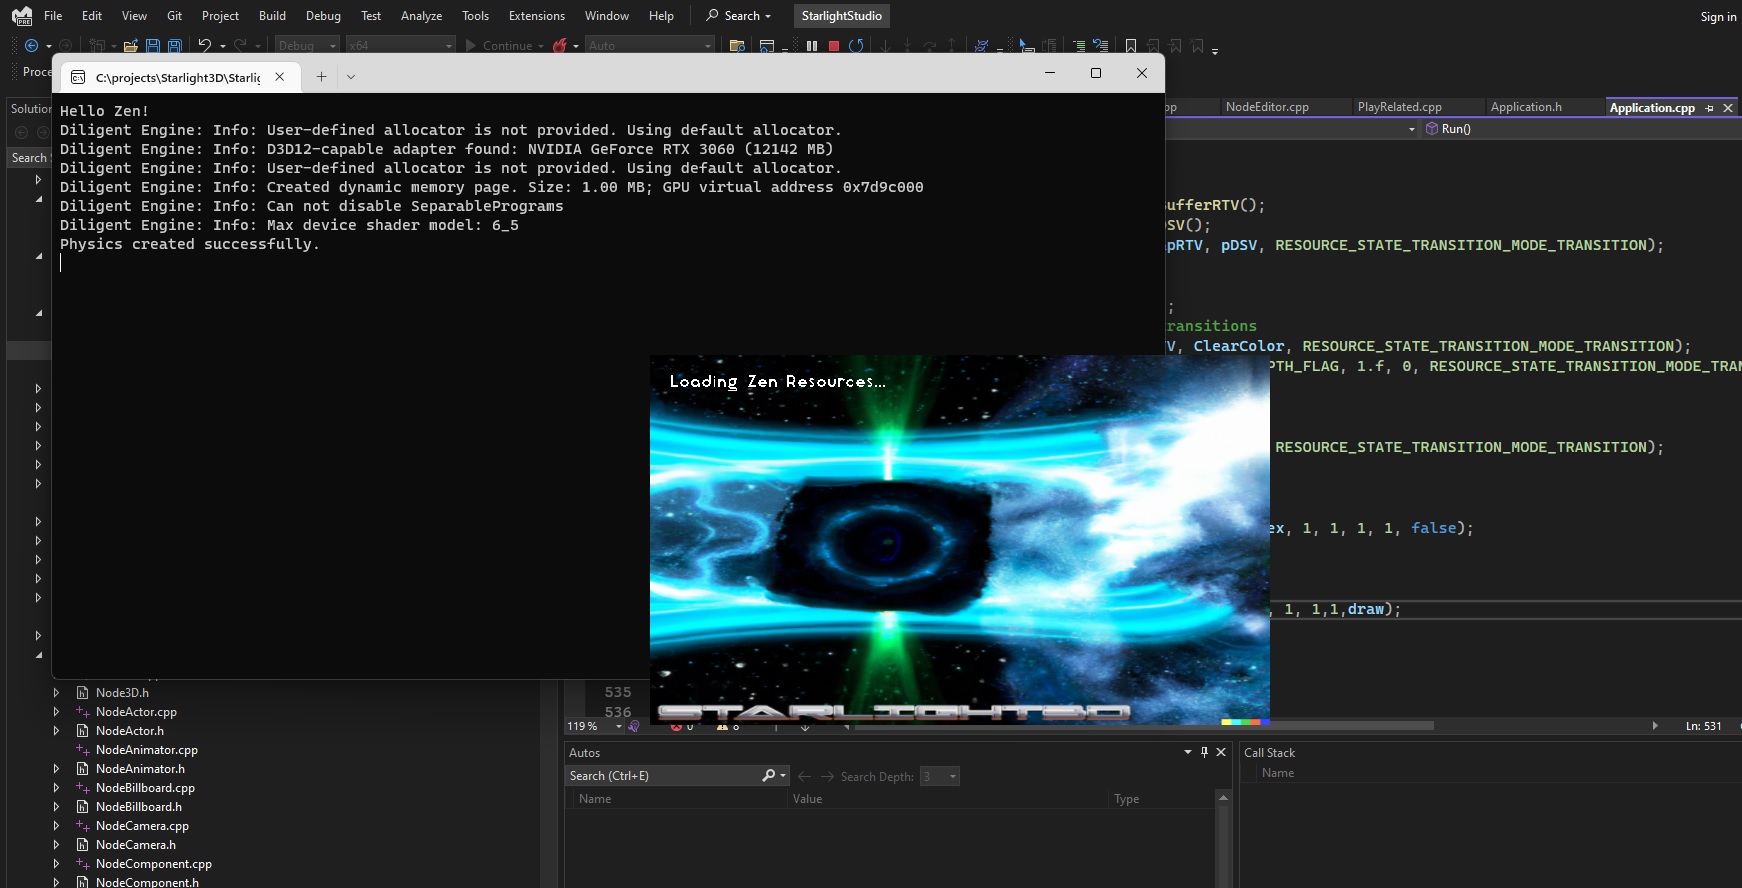 File Edit View Git Project Build Debug Test Analyze Tools Extensions Window Help Search StarlightStudio Sign in
PRE
Debug x64 Continue Auto
C:\projects\Starlight3D\Starlig
Hello Zen!
Diligent Engine: Info: User-defined allocator is not provided. Using default allocator.
Diligent Engine: Info: D3D12-capable adapter found: NVIDIA GeForce RTX 3060 (12142 MB)
Diligent Engine: Info: User-defined allocator is not provided. Using default allocator.
Diligent Engine: Info: Created dynamic memory page. Size: 1.00 MB; GPU virtual address 0x7d9c000
Diligent Engine: Info: Can not disable SeparablePrograms
Diligent Engine: Info: Max device shader model: 6_5
Physics created successfully.
Proce
Solution
Search
pp NodeEditor.cpp PlayRelated.cpp Application.h Application.cpp
Run()
ufferRTV();
SV();
pRTV, pDSV, RESOURCE_STATE_TRANSITION_MODE_TRANSITION);
;
ransitions
V, ClearColor, RESOURCE_STATE_TRANSITION_MODE_TRANSITION);
PTH_FLAG, 1.f, 0, RESOURCE_STATE_TRANSITION_MODE_TRAN
RESOURCE_STATE_TRANSITION_MODE_TRANSITION);
ex, 1, 1, 1, 1, false);
, 1, 1,1,draw);
Loading Zen Resources...
STARLIGHT3D
535
536
119 % 0 Ln: 531
Node3D.h
NodeActor.cpp
NodeActor.h
NodeAnimator.cpp
NodeAnimator.h
NodeBillboard.cpp
NodeBillboard.h
NodeCamera.cpp
NodeCamera.h
NodeComponent.cpp
NodeComponent.h
Autos
Search (Ctrl+E) Search Depth: 3
Name Value Type
Call Stack
Name